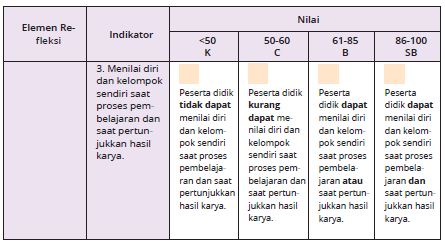 Elemen Re-
fleksi
Indikator
Nilai
<50
K
50-60
C
61-85
B
86-100
SB
3. Menilai diri
dan kelompok
sendiri saat
proses pem-
belajaran dan
saat pertun-
jukkan hasil
karya.
Peserta didik
tidak dapat
menilai diri
dan kelom-
pok sendiri
saat proses
pembelaja-
ran dan saat
pertunjukkan
hasil karya.
Peserta didik
kurang
dapat me-
nilai diri dan
kelompok
sendiri saat
proses
pembelajaran
dan saat per-
tunjukkan hasil
karya.
Peserta
didik dapat
menilai diri
dan kelom-
pok sendiri
saat proses
pembela-
jaran atau
saat pertun-
jukkan hasil
karya.
Peserta
didik dapat
menilai diri
dan kelom-
pok sendiri
saat proses
pembela-
jaran dan
saat pertun-
jukkan hasil
karya.